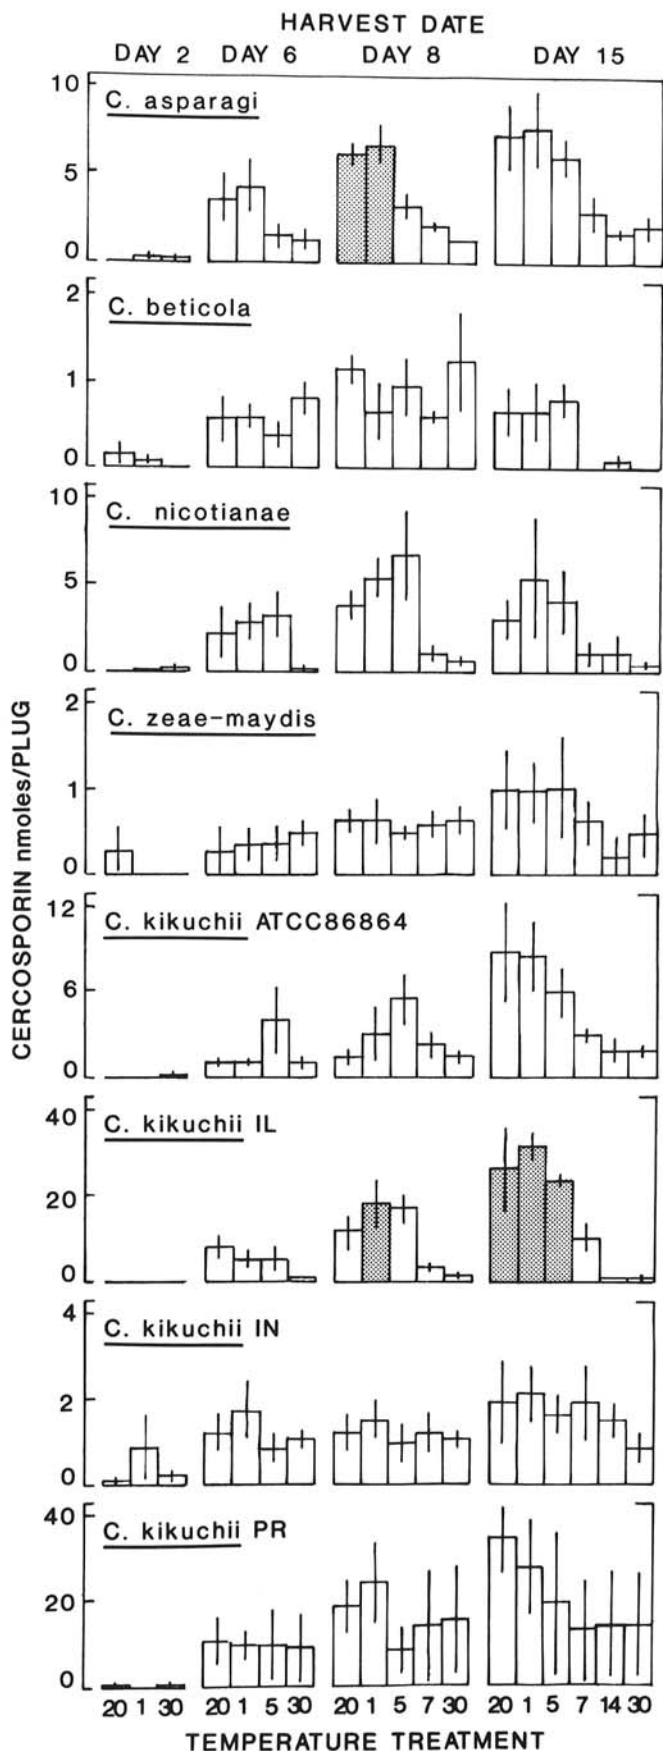 HARVEST DATE
DAY 2 DAY 6 DAY 8 DAY 15
10
C. asparagi
5
0
2
C. beticola
1
0
10
C. nicotianae
5
0
2
C. zeae-maydis
1
0
12
C. kikuchii ATCC86864
6
0
40
C. kikuchii IL
20
0
4
C. kikuchii IN
2
0
40
C. kikuchii PR
20
0
CERCOSPORIN nmoles/PLUG
20 1 30 20 1 5 30 20 1 5 7 30 20 1 5 7 14 30
TEMPERATURE TREATMENT